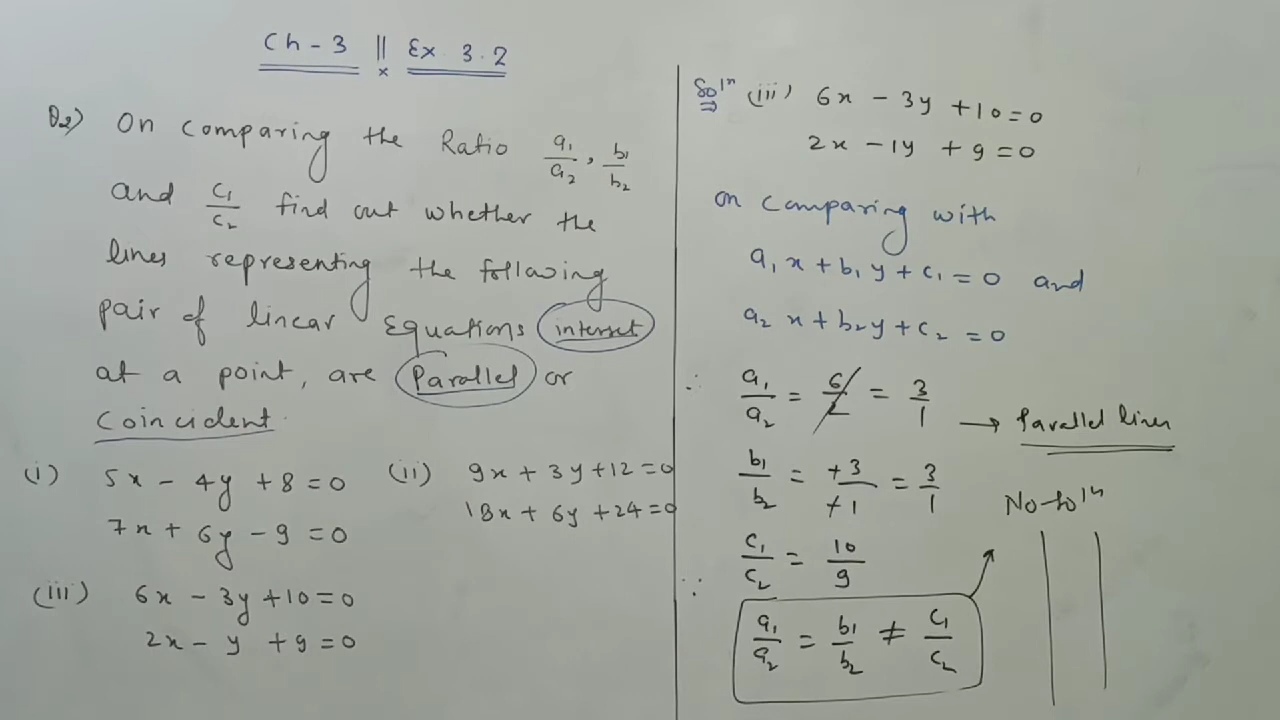 Ch-3 || Ex 3.2
Q2) On comparing the Ratio a₁/a₂, b₁/b₂
and c₁/c₂ find out whether the
lines representing the following
pair of linear Equations interset
at a point, are Parallel or
Coincident.
(i) 5x - 4y + 8 = 0
7x + 6y - 9 = 0
(ii) 9x + 3y + 12 = 0
18x + 6y + 24 = 0
(iii) 6x - 3y + 10 = 0
2x - y + 9 = 0
Solⁿ (iii) 6x - 3y + 10 = 0
2x - 1y + 9 = 0
on comparing with
a₁x + b₁y + c₁ = 0 and
a₂x + b₂y + c₂ = 0
∴ a₁/a₂ = 6/2 = 3/1 → Parallel lines
b₁/b₂ = +3/+1 = 3/1
No solⁿ
c₁/c₂ = 10/9
∵ a₁/a₂ = b₁/b₂ ≠ c₁/c₂